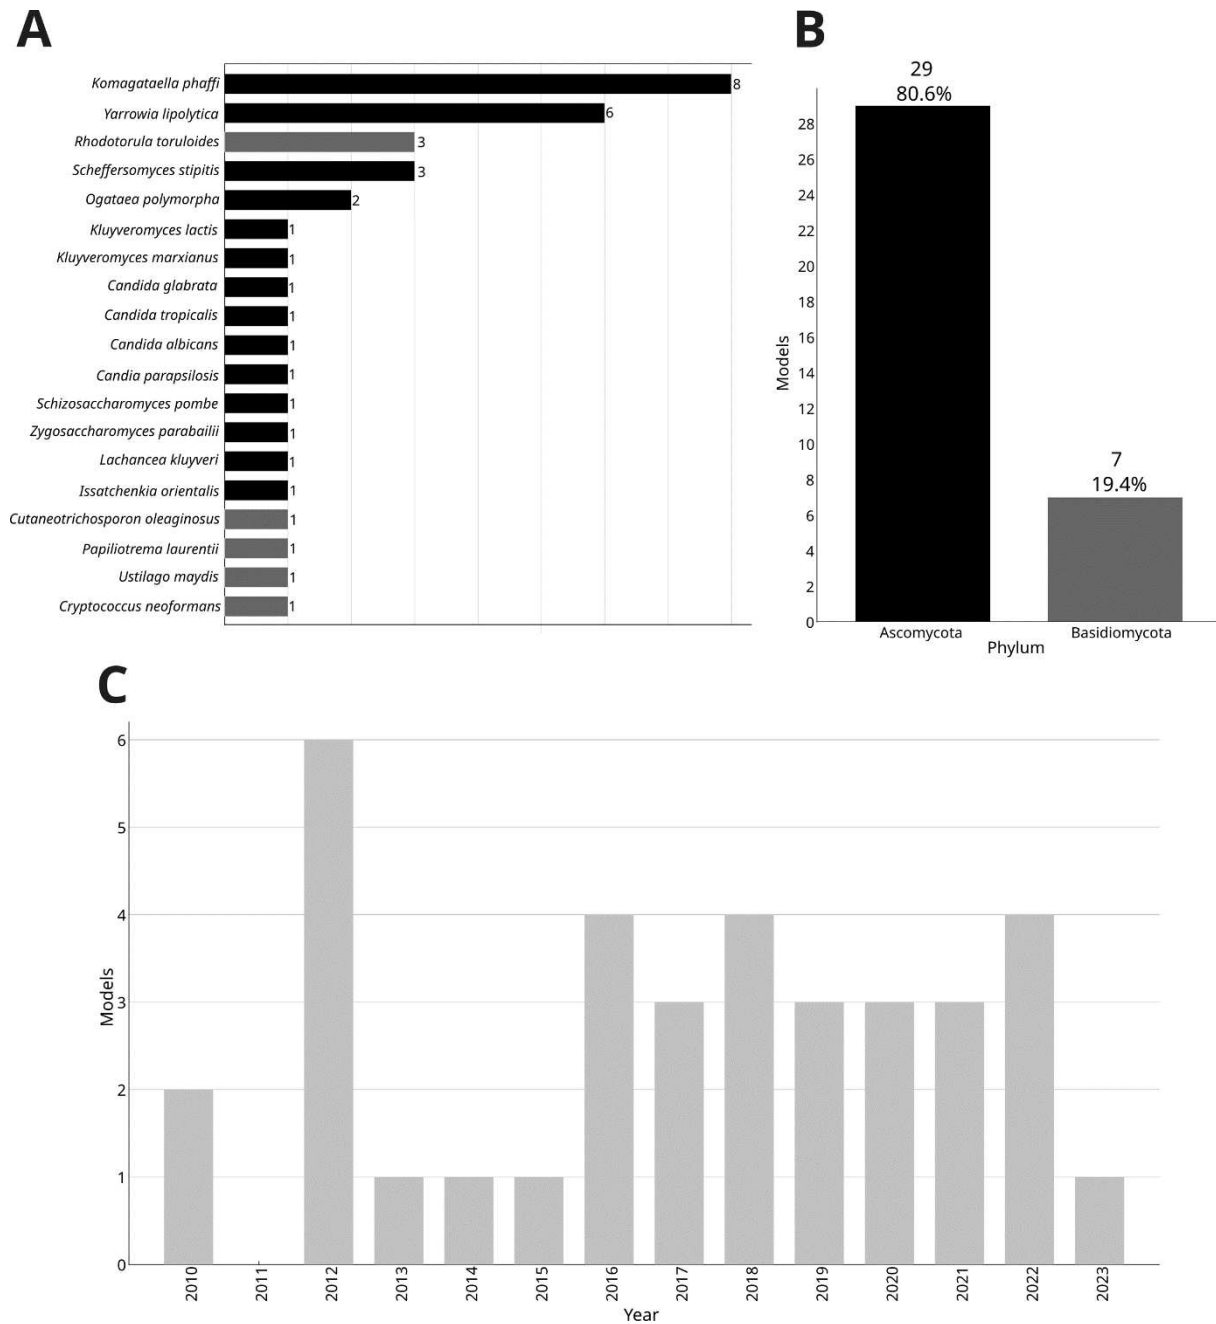 A
Komagataella phaffi 8
Yarrowia lipolytica 6
Rhodotorula toruloides 3
Scheffersomyces stipitis 3
Ogataea polymorpha 2
Kluyveromyces lactis 1
Kluyveromyces marxianus 1
Candida glabrata 1
Candida tropicalis 1
Candida albicans 1
Candia parapsilosis 1
Schizosaccharomyces pombe 1
Zygosaccharomyces parabailii 1
Lachancea kluyveri 1
Issatchenkia orientalis 1
Cutaneotrichosporon oleaginosus 1
Papiliotrema laurentii 1
Ustilago maydis 1
Cryptococcus neoformans 1
B
29
80.6%
28
26
24
22
20
18
16
14
12
10
8
6
4
2
0
Models
7
19.4%
Ascomycota Basidiomycota
Phylum
C
6
5
4
3
2
1
0
Models
2010 2011 2012 2013 2014 2015 2016 2017 2018 2019 2020 2021 2022 2023
Year